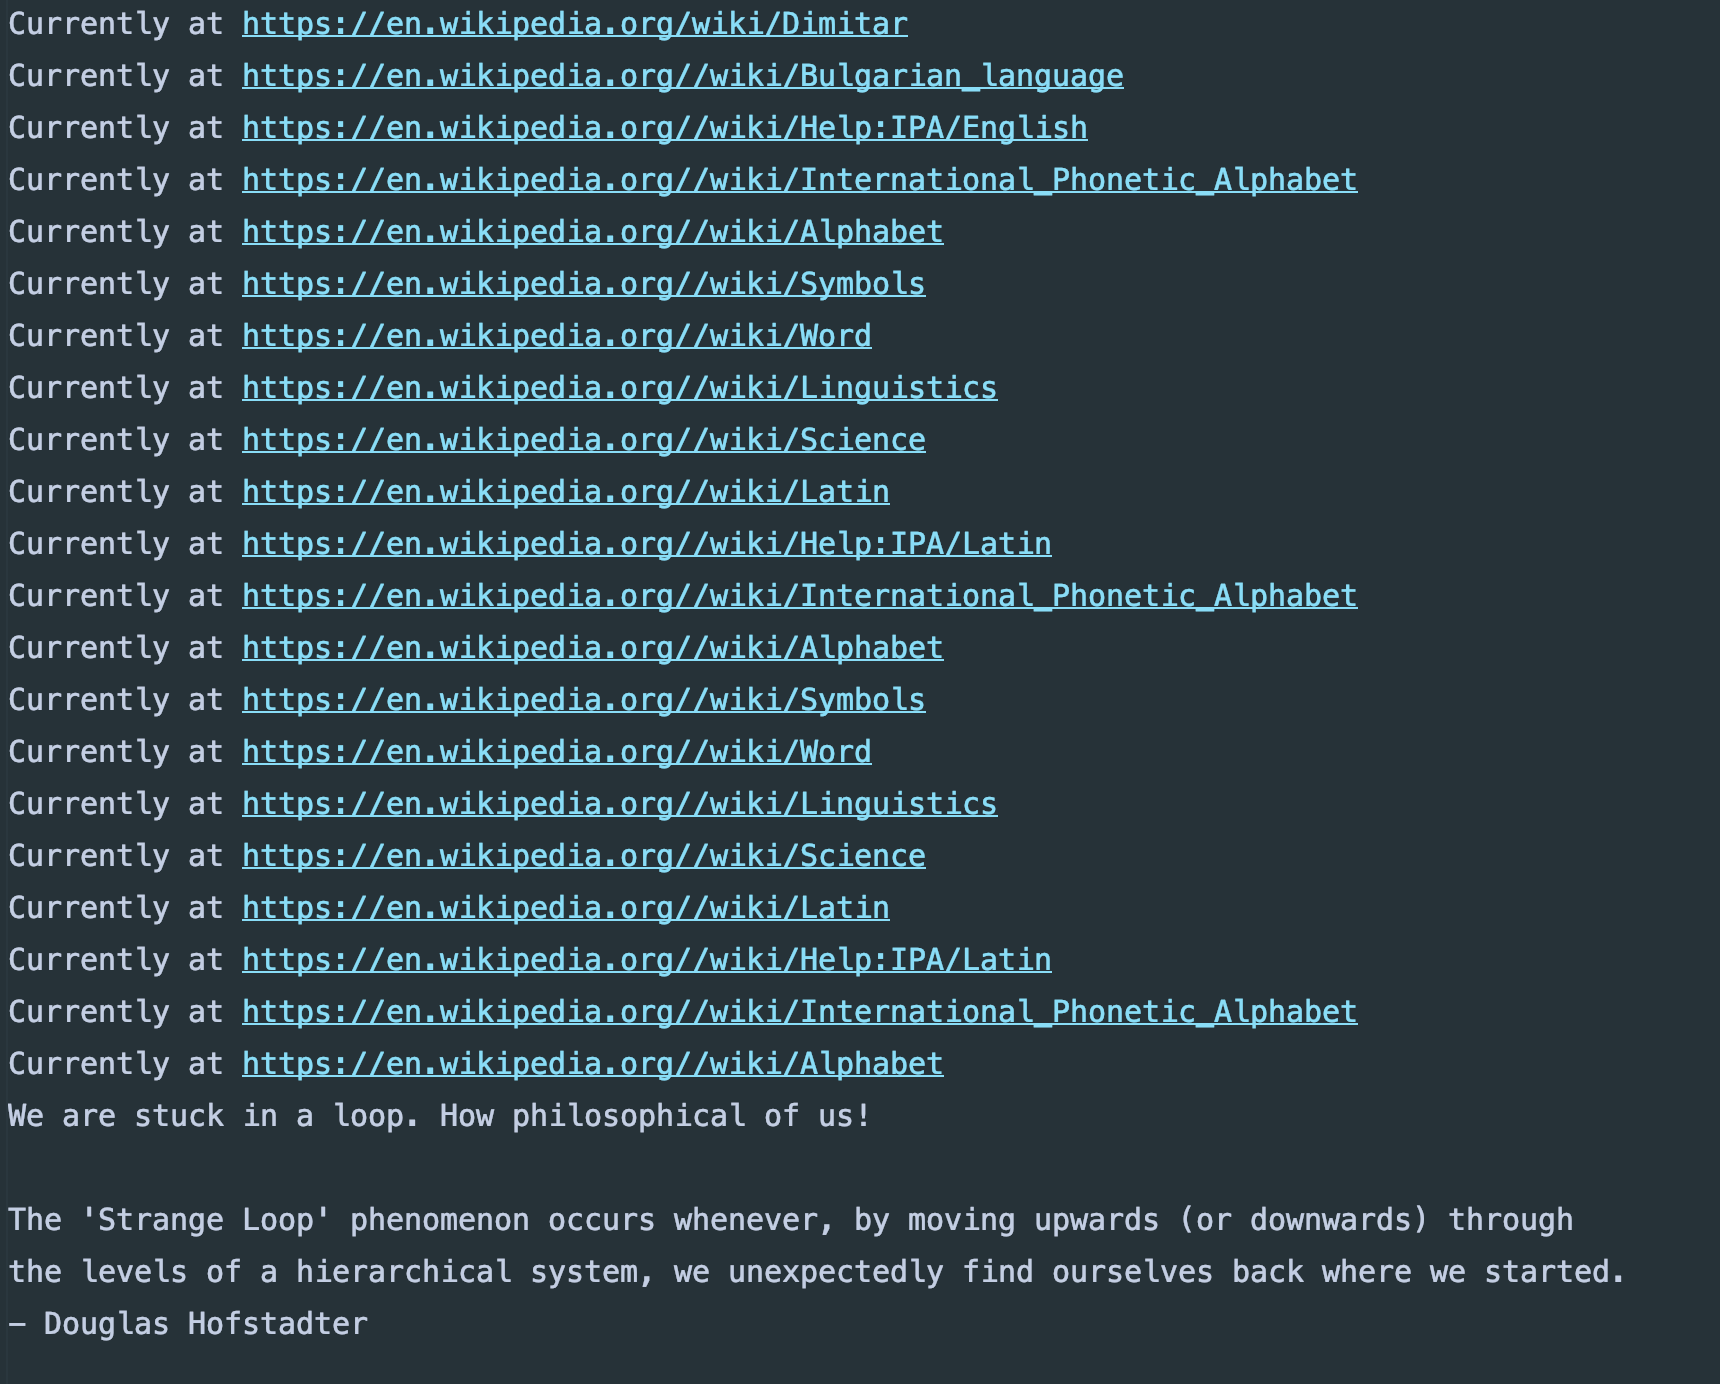 Currently at https://en.wikipedia.org/wiki/Dimitar
Currently at https://en.wikipedia.org//wiki/Bulgarian_language
Currently at https://en.wikipedia.org//wiki/Help:IPA/English
Currently at https://en.wikipedia.org//wiki/International_Phonetic_Alphabet
Currently at https://en.wikipedia.org//wiki/Alphabet
Currently at https://en.wikipedia.org//wiki/Symbols
Currently at https://en.wikipedia.org//wiki/Word
Currently at https://en.wikipedia.org//wiki/Linguistics
Currently at https://en.wikipedia.org//wiki/Science
Currently at https://en.wikipedia.org//wiki/Latin
Currently at https://en.wikipedia.org//wiki/Help:IPA/Latin
Currently at https://en.wikipedia.org//wiki/International_Phonetic_Alphabet
Currently at https://en.wikipedia.org//wiki/Alphabet
Currently at https://en.wikipedia.org//wiki/Symbols
Currently at https://en.wikipedia.org//wiki/Word
Currently at https://en.wikipedia.org//wiki/Linguistics
Currently at https://en.wikipedia.org//wiki/Science
Currently at https://en.wikipedia.org//wiki/Latin
Currently at https://en.wikipedia.org//wiki/Help:IPA/Latin
Currently at https://en.wikipedia.org//wiki/International_Phonetic_Alphabet
Currently at https://en.wikipedia.org//wiki/Alphabet
We are stuck in a loop. How philosophical of us!
The 'Strange Loop' phenomenon occurs whenever, by moving upwards (or downwards) through
the levels of a hierarchical system, we unexpectedly find ourselves back where we started.
— Douglas Hofstadter